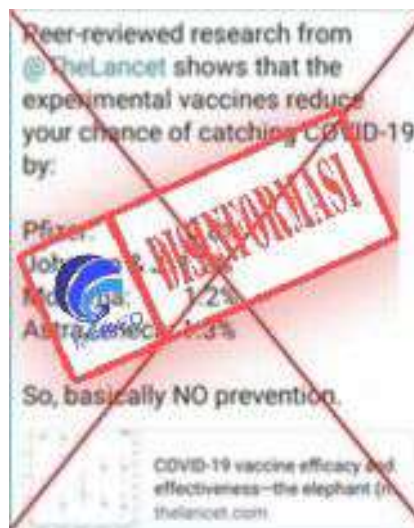 Peer-reviewed research from
@TheLancet shows that the
experimental vaccines reduce
your chance of catching COVID-19
by:
Pfizer:
DISINFORMASI
1.2%
1.3%
So, basically NO prevention.
COVID-19 vaccine efficacy and
effectiveness—the elephant (n
thelancet.com